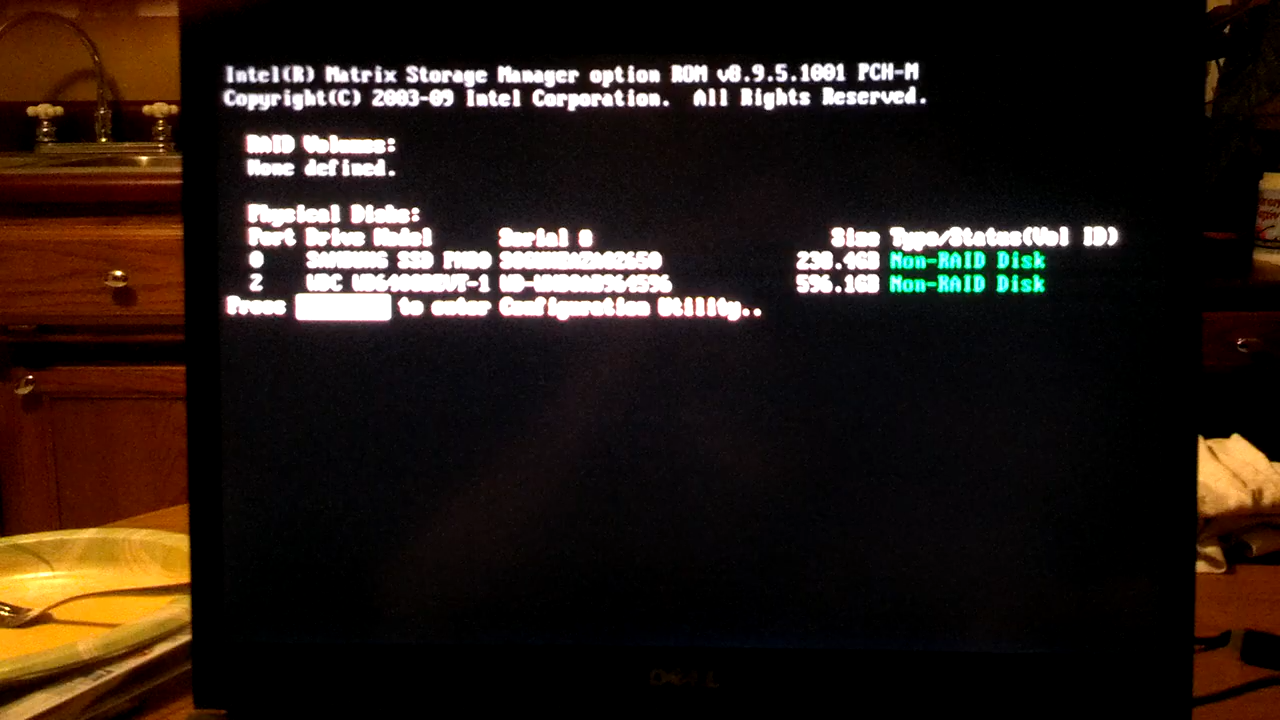 Intel(R) Matrix Storage Manager option ROM v8.9.5.1001 PCH-M
Copyright(C) 2003-09 Intel Corporation. All Rights Reserved.
RAID Volumes:
None defined.
Physical Disks:
Port Drive Model Serial # Size Type/Status(Vol ID)
0 SAMSUNG SSD 238.4GB Non-RAID Disk
2 WDC 596.1GB Non-RAID Disk
Press to enter Configuration Utility..
DELL